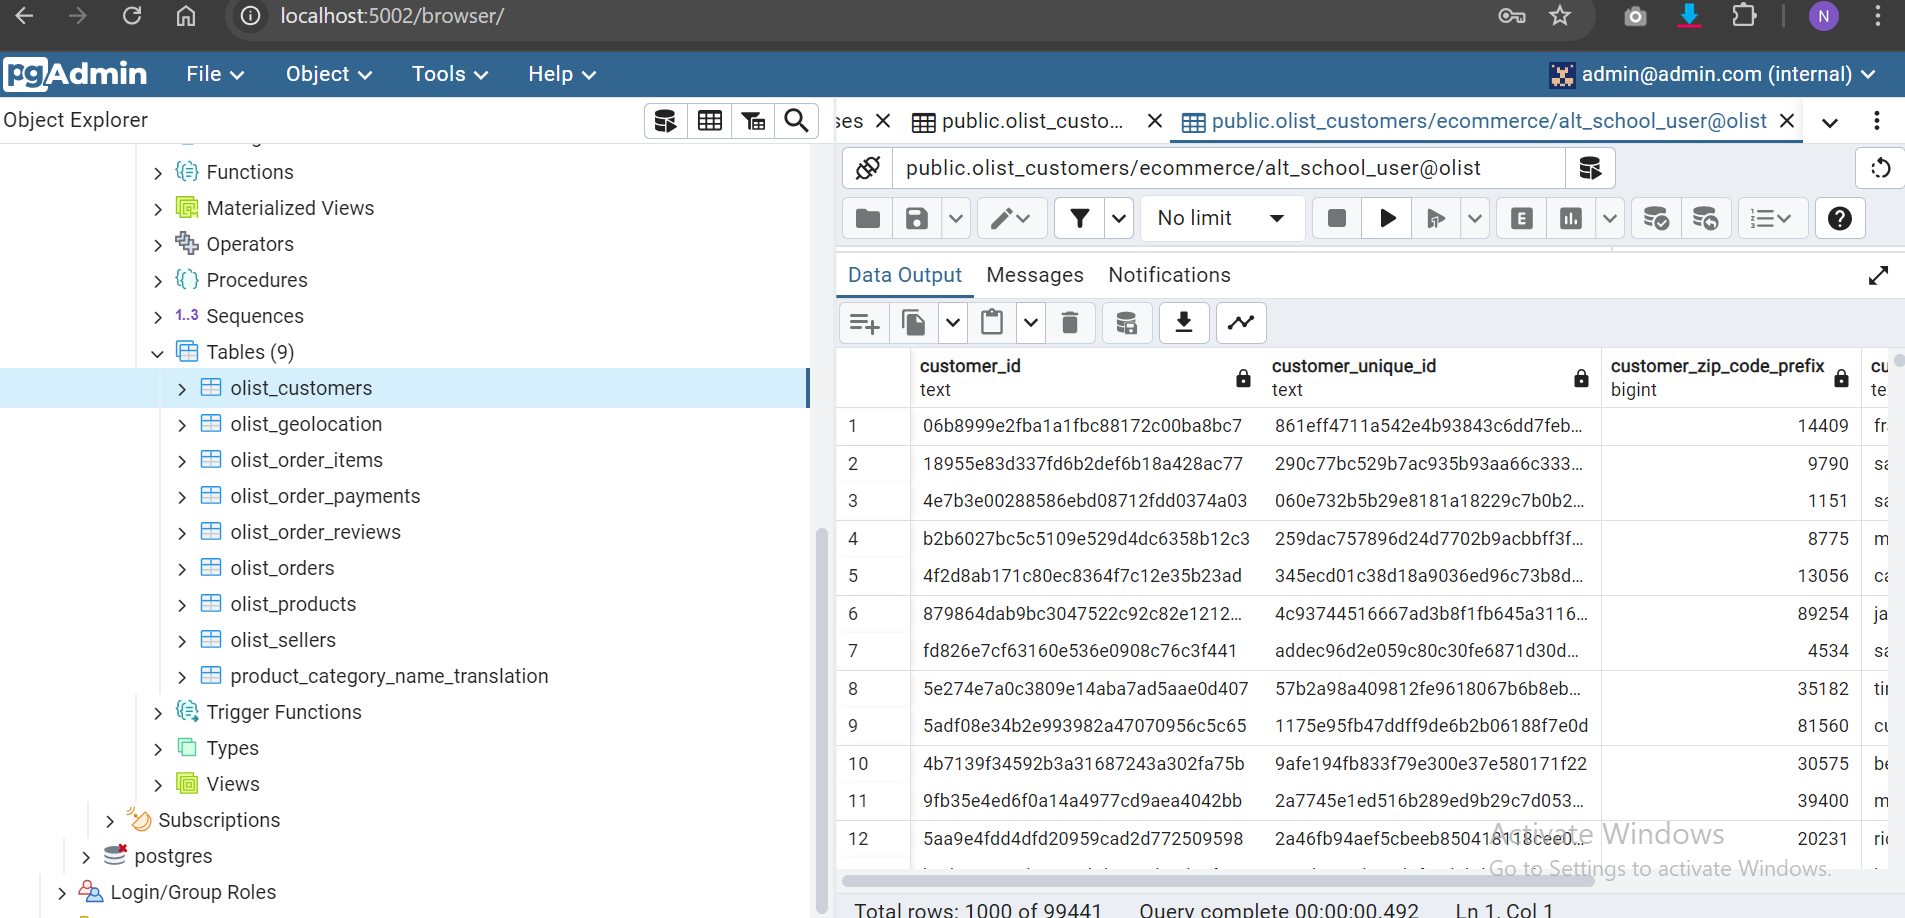 localhost:5002/browser/
N
pgAdmin File Object Tools Help admin@admin.com (internal)
Object Explorer
ses public.olist_custo... public.olist_customers/ecommerce/alt_school_user@olist
public.olist_customers/ecommerce/alt_school_user@olist
No limit
E
Data Output Messages Notifications
Functions
Materialized Views
Operators
Procedures
1..3 Sequences
Tables (9)
olist_customers
olist_geolocation
olist_order_items
olist_order_payments
olist_order_reviews
olist_orders
olist_products
olist_sellers
product_category_name_translation
Trigger Functions
Types
Views
Subscriptions
postgres
Login/Group Roles
customer_id customer_unique_id customer_zip_code_prefix cu
text text bigint te
1 06b8999e2fba1a1fbc88172c00ba8bc7 861eff4711a542e4b93843c6dd7feb... 14409 fr
2 18955e83d337fd6b2def6b18a428ac77 290c77bc529b7ac935b93aa66c333... 9790 sa
3 4e7b3e00288586ebd08712fdd0374a03 060e732b5b29e8181a18229c7b0b2... 1151 sa
4 b2b6027bc5c5109e529d4dc6358b12c3 259dac757896d24d7702b9acbbff3f... 8775 m
5 4f2d8ab171c80ec8364f7c12e35b23ad 345ecd01c38d18a9036ed96c73b8d... 13056 ca
6 879864dab9bc3047522c92c82e1212... 4c93744516667ad3b8f1fb645a3116... 89254 ja
7 fd826e7cf63160e536e0908c76c3f441 addec96d2e059c80c30fe6871d30d... 4534 sa
8 5e274e7a0c3809e14aba7ad5aae0d407 57b2a98a409812fe9618067b6b8eb... 35182 ti
9 5adf08e34b2e993982a47070956c5c65 1175e95fb47ddff9de6b2b06188f7e0d 81560 cu
10 4b7139f34592b3a31687243a302fa75b 9afe194fb833f79e300e37e580171f22 30575 be
11 9fb35e4ed6f0a14a4977cd9aea4042bb 2a7745e1ed516b289ed9b29c7d053... 39400 m
12 5aa9e4fdd4dfd20959cad2d772509598 2a46fb94aef5cbeeb850418118cee0... 20231 ri
Activate Windows
Go to Settings to activate Windows.
Total rows: 1000 of 99441 Query complete 00:00:00.492 Ln 1, Col 1